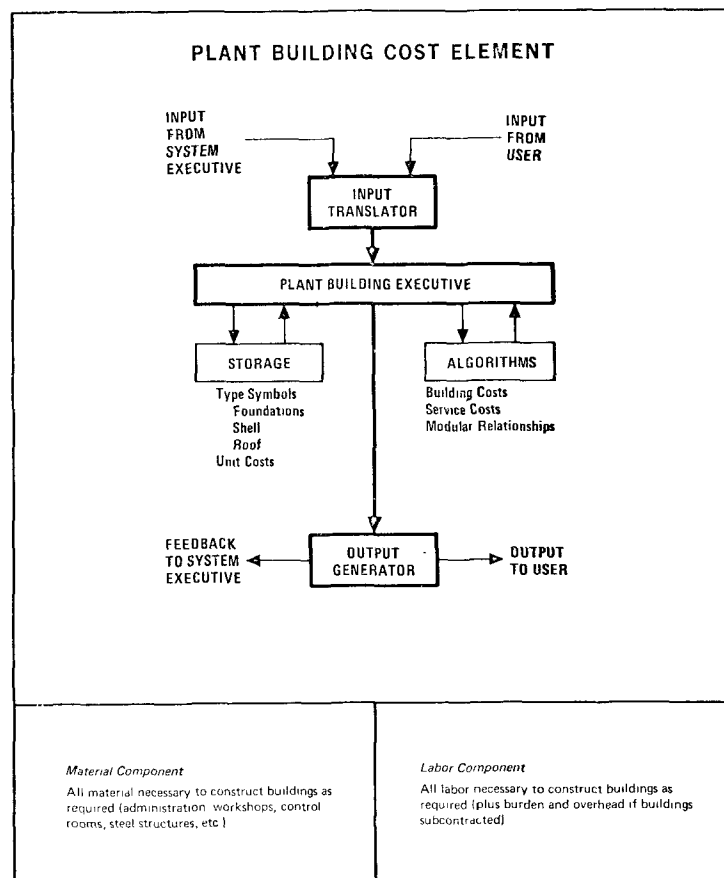 PLANT BUILDING COST ELEMENT
INPUT
FROM
SYSTEM
EXECUTIVE
INPUT
FROM
USER
INPUT
TRANSLATOR
PLANT BUILDING EXECUTIVE
STORAGE
ALGORITHMS
Type Symbols
Foundations
Shell
Roof
Unit Costs
Building Costs
Service Costs
Modular Relationships
FEEDBACK
TO SYSTEM
EXECUTIVE
OUTPUT
GENERATOR
OUTPUT
TO USER
Material Component
All material necessary to construct buildings as
required (administration workshops, control
rooms, steel structures, etc )
Labor Component
All labor necessary to construct buildings as
required (plus burden and overhead if buildings
subcontracted)